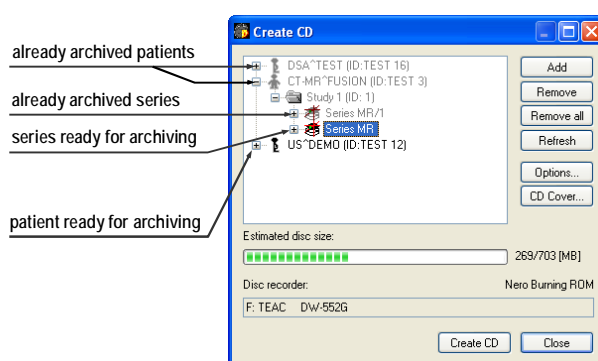 Create CD
already archived patients
DSA^TEST (ID:TEST 16)
Add
CT-MR^FUSION (ID:TEST 3)
Study 1 (ID: 1)
Remove
already archived series
Series MR/1
Remove all
series ready for archiving
Series MR
US^DEMO (ID:TEST 12)
Refresh
Options...
CD Cover...
patient ready for archiving
Estimated disc size:
269/703 [MB]
Disc recorder:
Nero Burning ROM
F: TEAC DW-552G
Create CD
Close